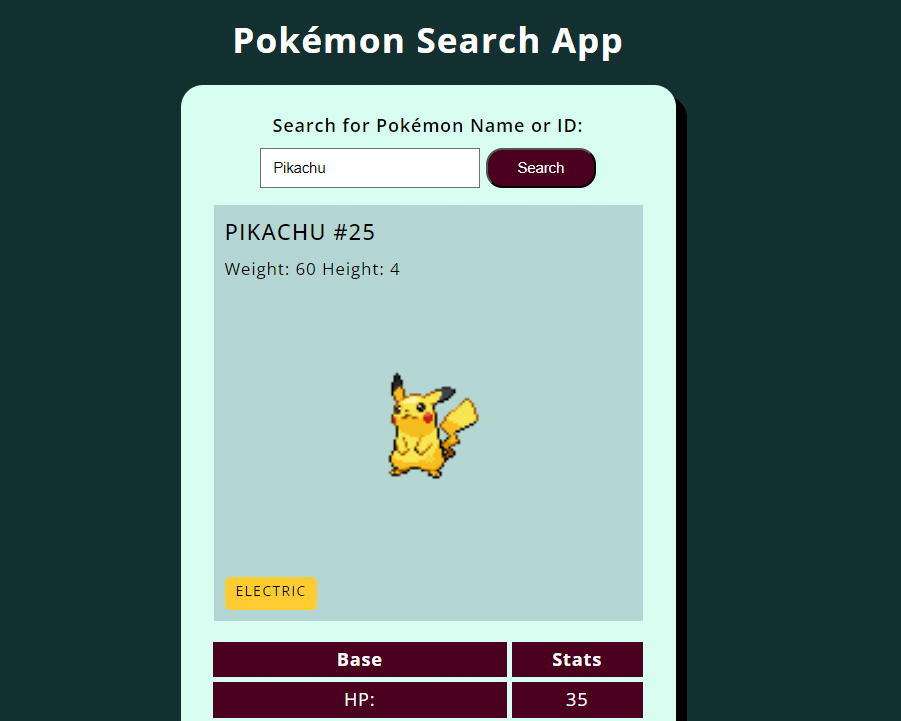 Pokémon Search App
Search for Pokémon Name or ID:
Pikachu Search
PIKACHU #25
Weight: 60 Height: 4
ELECTRIC
Base Stats
HP: 35